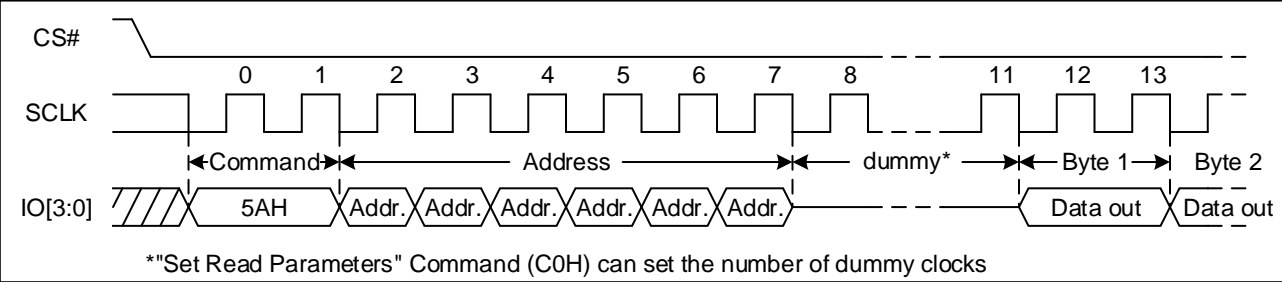 CS#
0 1 2 3 4 5 6 7 8 11 12 13
SCLK
Command Address dummy* Byte 1 Byte 2
IO[3:0] 5AH Addr. Addr. Addr. Addr. Addr. Addr. Data out Data out
*"Set Read Parameters" Command (C0H) can set the number of dummy clocks